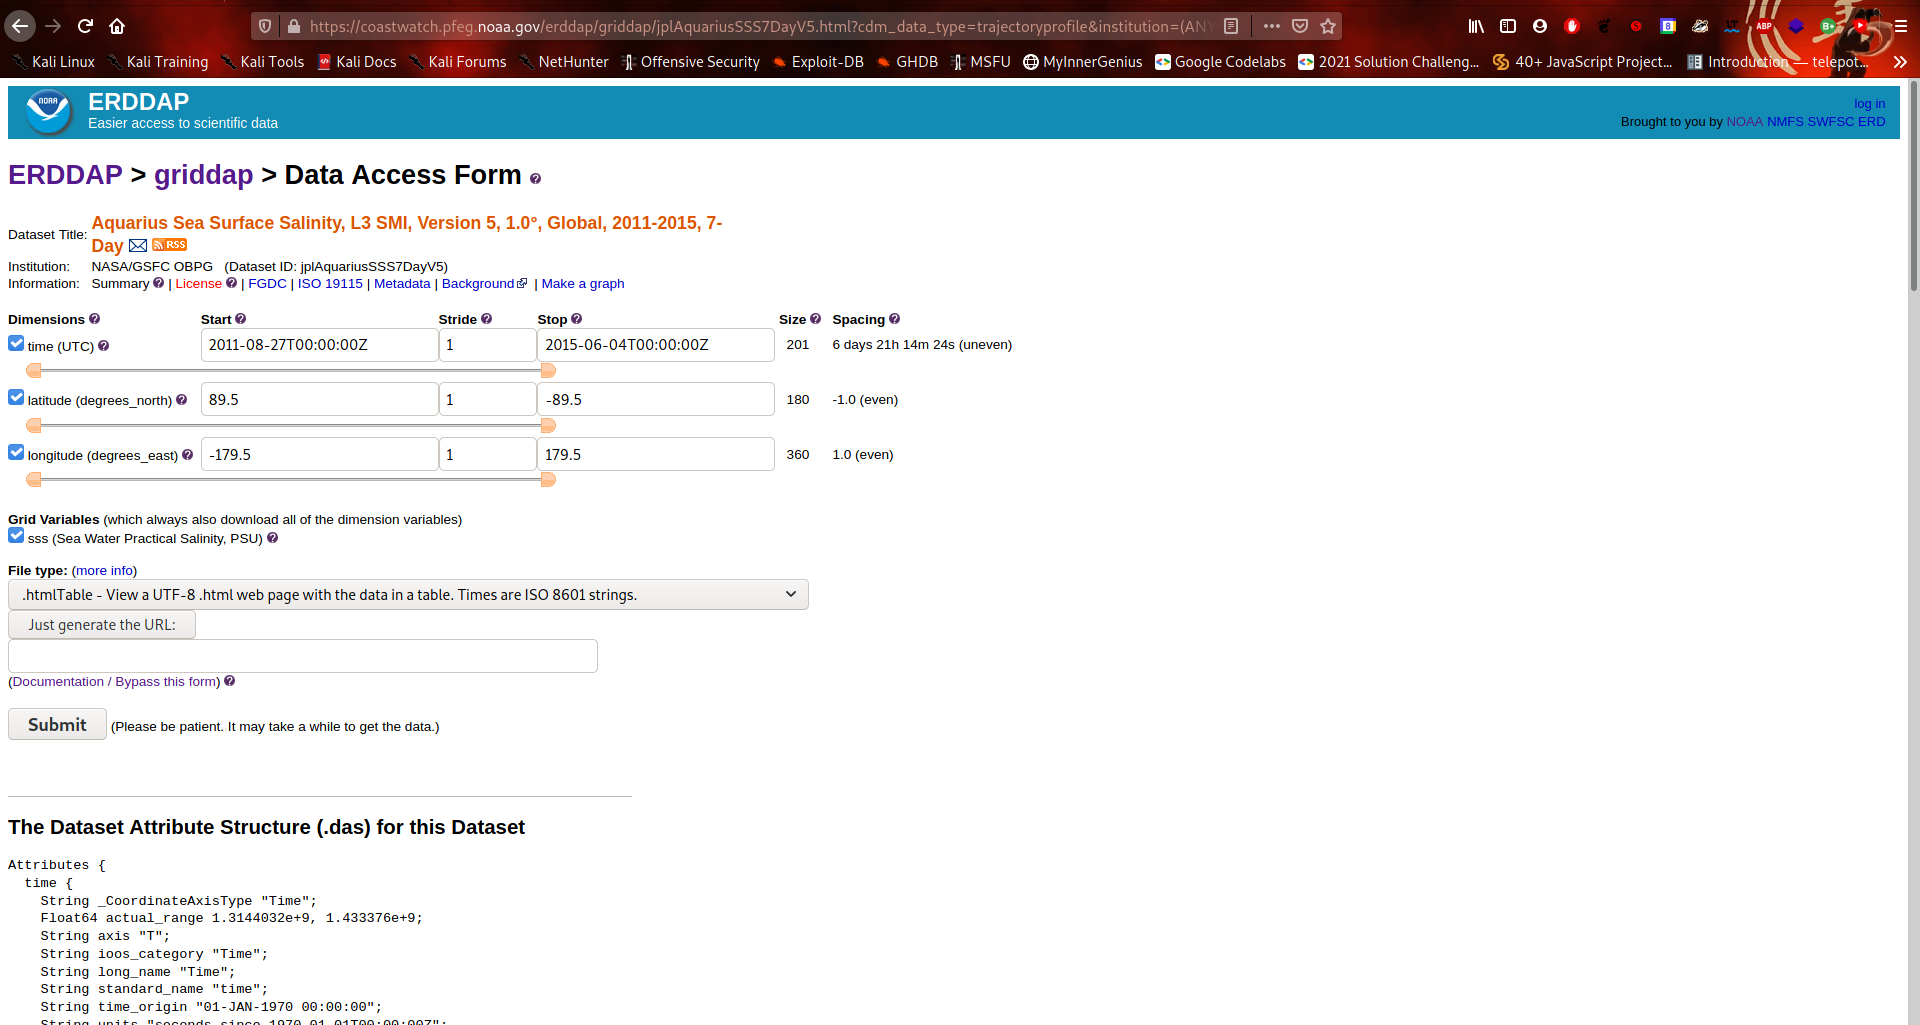 https://coastwatch.pfeg.noaa.gov/erddap/griddap/jplAquariusSSS7DayV5.html?cdm_data_type=trajectoryprofile&institution=(AN
Kali Linux Kali Training Kali Tools Kali Docs Kali Forums NetHunter Offensive Security Exploit-DB GHDB MSFU MyInnerGenius Google Codelabs 2021 Solution Challeng... 40+ JavaScript Project... Introduction — telepot...
NOAA
ERDDAP
Easier access to scientific data
log in
Brought to you by NOAA NMFS SWFSC ERD
ERDDAP > griddap > Data Access Form ?
Dataset Title: Aquarius Sea Surface Salinity, L3 SMI, Version 5, 1.0°, Global, 2011-2015, 7-
Day RSS
Institution: NASA/GSFC OBPG (Dataset ID: jplAquariusSSS7DayV5)
Information: Summary ? | License ? | FGDC | ISO 19115 | Metadata | Background | Make a graph
Dimensions ? Start ? Stride ? Stop ? Size ? Spacing ?
time (UTC) ? 2011-08-27T00:00:00Z 1 2015-06-04T00:00:00Z 201 6 days 21h 14m 24s (uneven)
latitude (degrees_north) ? 89.5 1 -89.5 180 -1.0 (even)
longitude (degrees_east) ? -179.5 1 179.5 360 1.0 (even)
Grid Variables (which always also download all of the dimension variables)
sss (Sea Water Practical Salinity, PSU) ?
File type: (more info)
.htmlTable - View a UTF-8 .html web page with the data in a table. Times are ISO 8601 strings.
Just generate the URL:
(Documentation / Bypass this form) ?
Submit (Please be patient. It may take a while to get the data.)
The Dataset Attribute Structure (.das) for this Dataset
Attributes {
time {
String _CoordinateAxisType "Time";
Float64 actual_range 1.3144032e+9, 1.433376e+9;
String axis "T";
String ioos_category "Time";
String long_name "Time";
String standard_name "time";
String time_origin "01-JAN-1970 00:00:00";
String units "seconds since 1970-01-01T00:00:00Z";